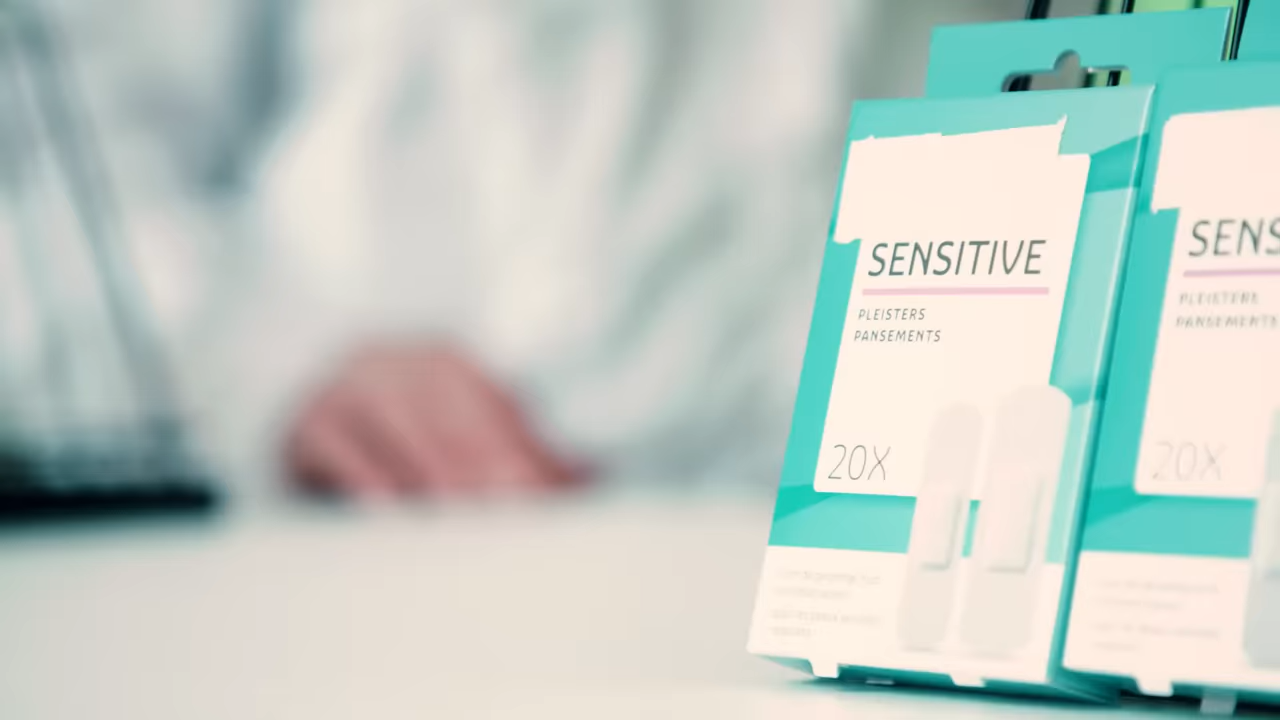 SENSITIVE
PLEISTERS
PANSEMENTS
20X
SENS
PLEISTERS
PANSEMENTS
20X